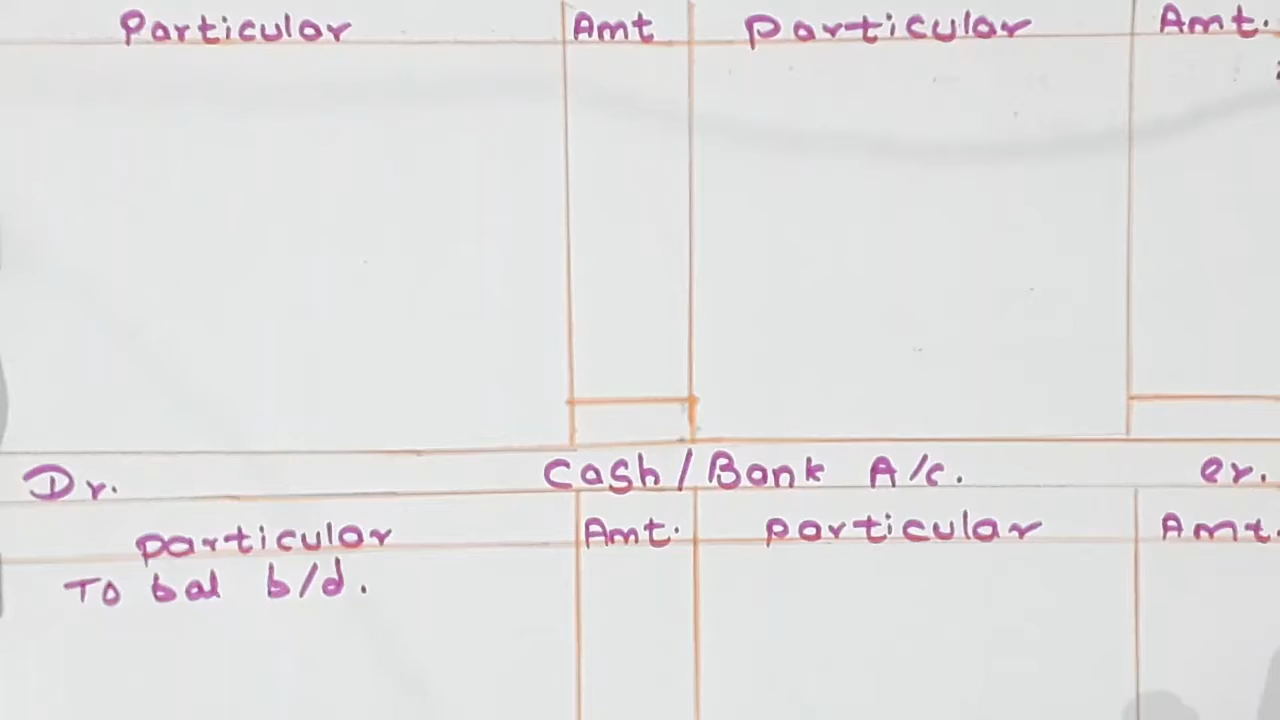 Particular Amt Particular Amt.
Dr. Cash/Bank A/c. Cr.
Particular Amt. Particular Amt.
To bal b/d.